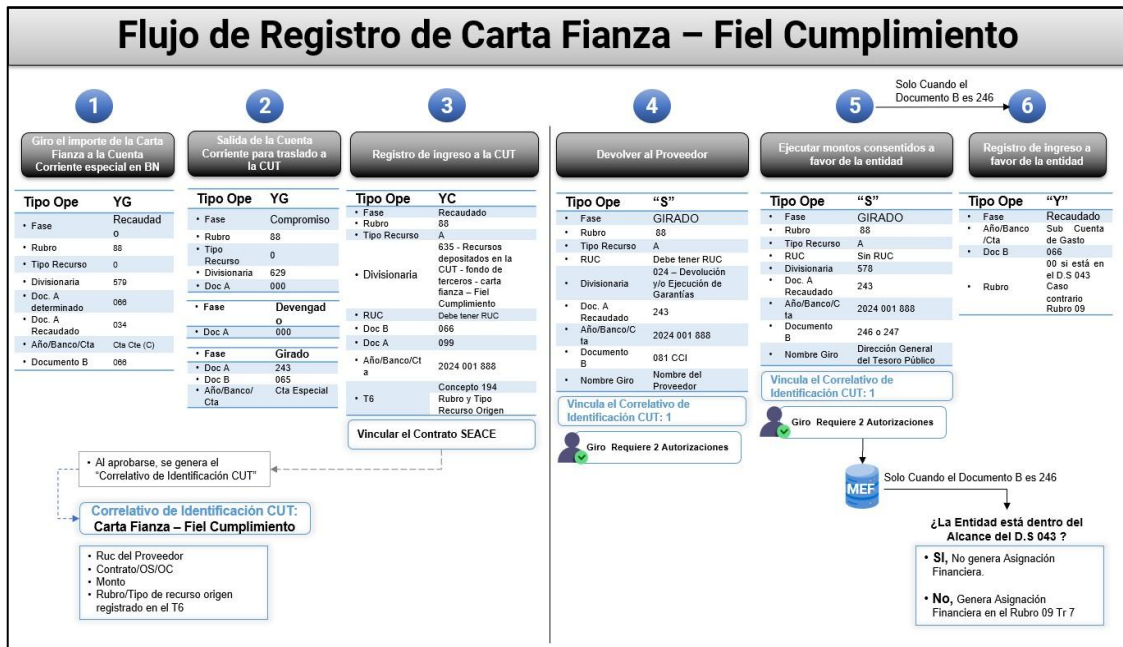 Flujo de Registro de Carta Fianza – Fiel Cumplimiento
1
Giro el importe de la Carta
Fianza a la Cuenta
Corriente especial en BN
Tipo Ope YG
• Fase Recaudad
o
• Rubro 88
• Tipo Recurso 0
• Divisionaria 579
• Doc. A
determinado 066
• Doc. A
Recaudado 034
• Año/Banco/Cta Cta Cte (C)
• Documento B 066
2
Salida de la Cuenta
Corriente para traslado a
la CUT
Tipo Ope YG
• Fase Compromiso
• Rubro 88
• Tipo
Recurso 0
• Divisionaria 629
• Doc A 000
• Fase Devengad
o
• Doc A 000
• Fase Girado
• Doc A 243
• Doc B 065
• Año/Banco/
Cta Cta Especial
3
Registro de ingreso a la CUT
Tipo Ope YC
• Fase Recaudado
• Rubro 88
• Tipo Recurso A
• Divisionaria 635 - Recursos
depositados en la
CUT - fondo de
terceros - carta
fianza – Fiel
Cumplimiento
• RUC Debe tener RUC
• Doc B 066
• Doc A 099
• Año/Banco/Ct
a 2024 001 888
• T6 Concepto 194
Rubro y Tipo
Recurso Origen
Vincular el Contrato SEACE
• Al aprobarse, se genera el
“Correlativo de Identificación CUT”
Correlativo de Identificación CUT:
Carta Fianza – Fiel Cumplimiento
• Ruc del Proveedor
• Contrato/OS/OC
• Monto
• Rubro/Tipo de recurso origen
registrado en el T6
4
Devolver al Proveedor
Tipo Ope “S”
• Fase GIRADO
• Rubro 88
• Tipo Recurso A
• RUC Debe tener RUC
• Divisionaria 024 – Devolución
y/o Ejecución de
Garantías
• Doc. A
Recaudado 243
• Año/Banco/C
ta 2024 001 888
• Documento
B 081 CCI
• Nombre Giro Nombre del
Proveedor
Vincula el Correlativo de
Identificación CUT: 1
Giro Requiere 2 Autorizaciones
5
Solo Cuando el
Documento B es 246
Ejecutar montos consentidos a
favor de la entidad
Tipo Ope “S”
• Fase GIRADO
• Rubro 88
• Tipo Recurso A
• RUC Sin RUC
• Divisionaria 578
• Doc. A
Recaudado 243
• Año/Banco/C
ta 2024 001 888
• Documento
B 246 o 247
• Nombre Giro Dirección General
del Tesoro Público
Vincula el Correlativo de
Identificación CUT: 1
Giro Requiere 2 Autorizaciones
MEF
Solo Cuando el Documento B es 246
¿La Entidad está dentro del
Alcance del D.S 043 ?
• SI, No genera Asignación
Financiera.
• No, Genera Asignación
Financiera en el Rubro 09 Tr 7
6
Registro de ingreso a
favor de la entidad
Tipo Ope “Y”
• Fase Recaudado
• Año/Banco
/Cta Sub Cuenta
de Gasto
• Doc B 066
• Rubro 00 si está en
el D.S 043
Caso
contrario
Rubro 09